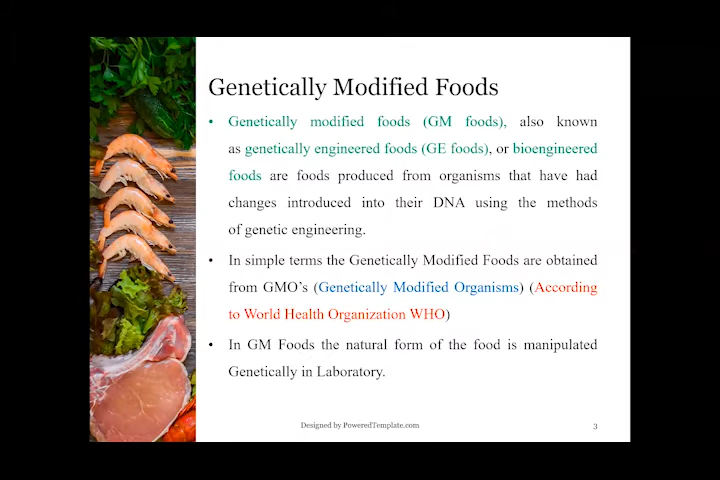 Genetically Modified Foods
• Genetically modified foods (GM foods), also known
as genetically engineered foods (GE foods), or bioengineered
foods are foods produced from organisms that have had
changes introduced into their DNA using the methods
of genetic engineering.
• In simple terms the Genetically Modified Foods are obtained
from GMO’s (Genetically Modified Organisms) (According
to World Health Organization WHO)
• In GM Foods the natural form of the food is manipulated
Genetically in Laboratory.
Designed by PoweredTemplate.com 3